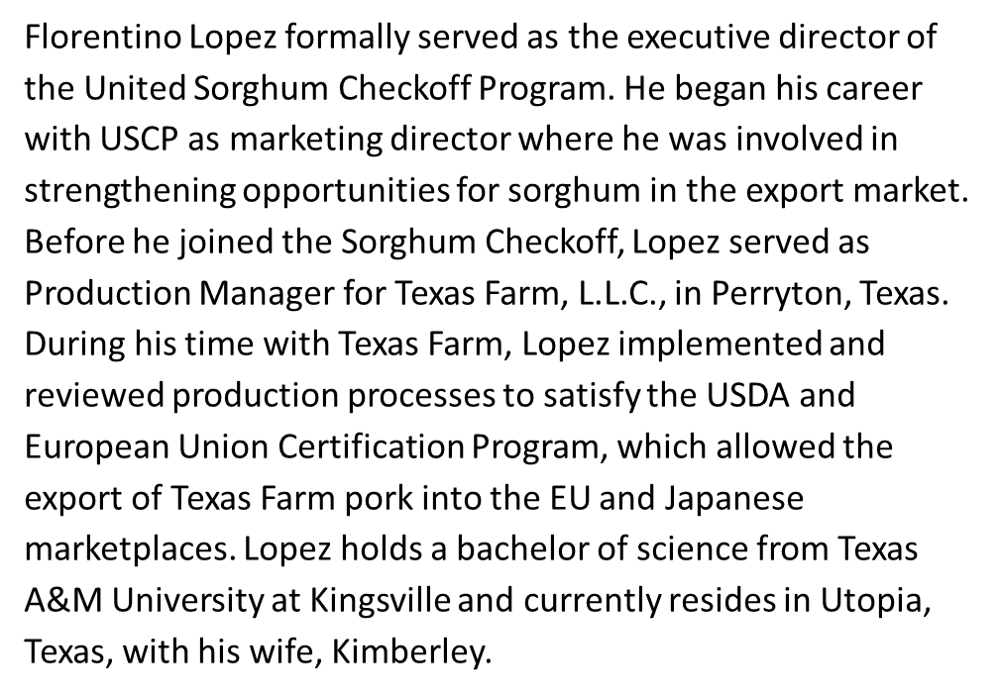 Florentino Lopez formally served as the executive director of
the United Sorghum Checkoff Program. He began his career
with USCP as marketing director where he was involved in
strengthening opportunities for sorghum in the export market.
Before he joined the Sorghum Checkoff, Lopez served as
Production Manager for Texas Farm, L.L.C., in Perryton, Texas.
During his time with Texas Farm, Lopez implemented and
reviewed production processes to satisfy the USDA and
European Union Certification Program, which allowed the
export of Texas Farm pork into the EU and Japanese
marketplaces. Lopez holds a bachelor of science from Texas
A&M University at Kingsville and currently resides in Utopia,
Texas, with his wife, Kimberley.